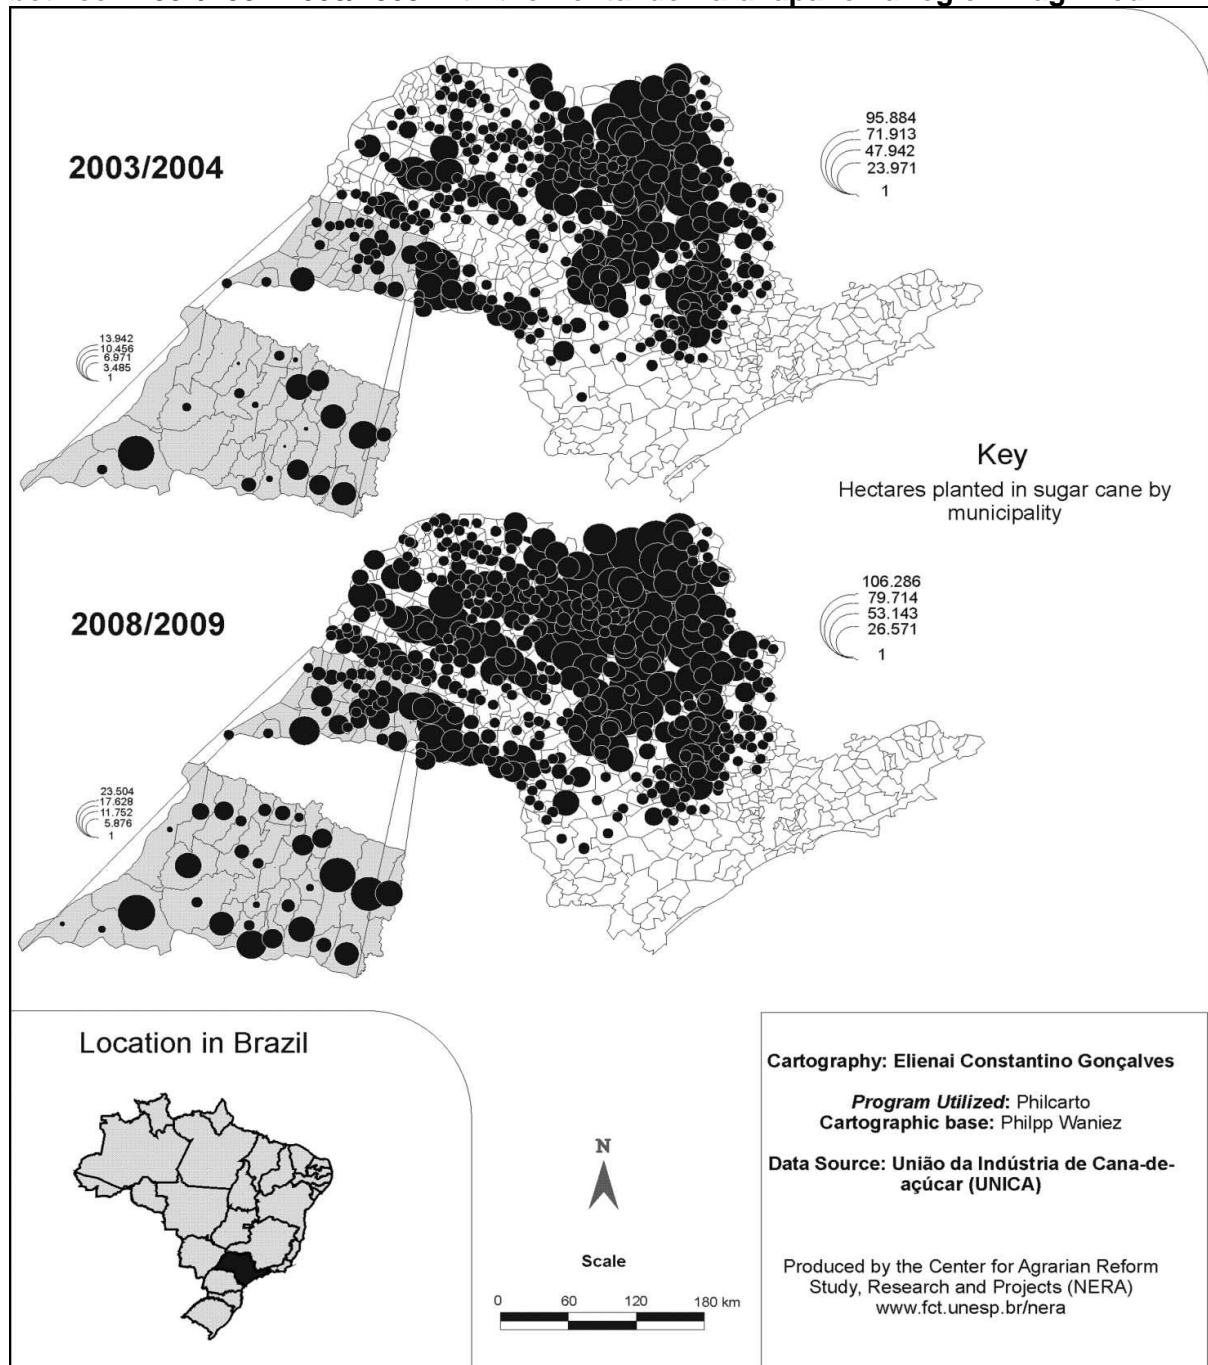 2003/2004
95.884
71.913
47.942
23.971
1
13.942
10.456
6.971
3.485
1
Key
Hectares planted in sugar cane by
municipality
2008/2009
106.286
79.714
53.143
26.571
1
23.504
17.628
11.752
5.876
1
Location in Brazil
N
Scale
0 60 120 180 km
Cartography: Elienai Constantino Gonçalves
Program Utilized: Philcarto
Cartographic base: Philpp Waniez
Data Source: União da Indústria de Cana-de-
açúcar (UNICA)
Produced by the Center for Agrarian Reform
Study, Research and Projects (NERA)
www.fct.unesp.br/nera